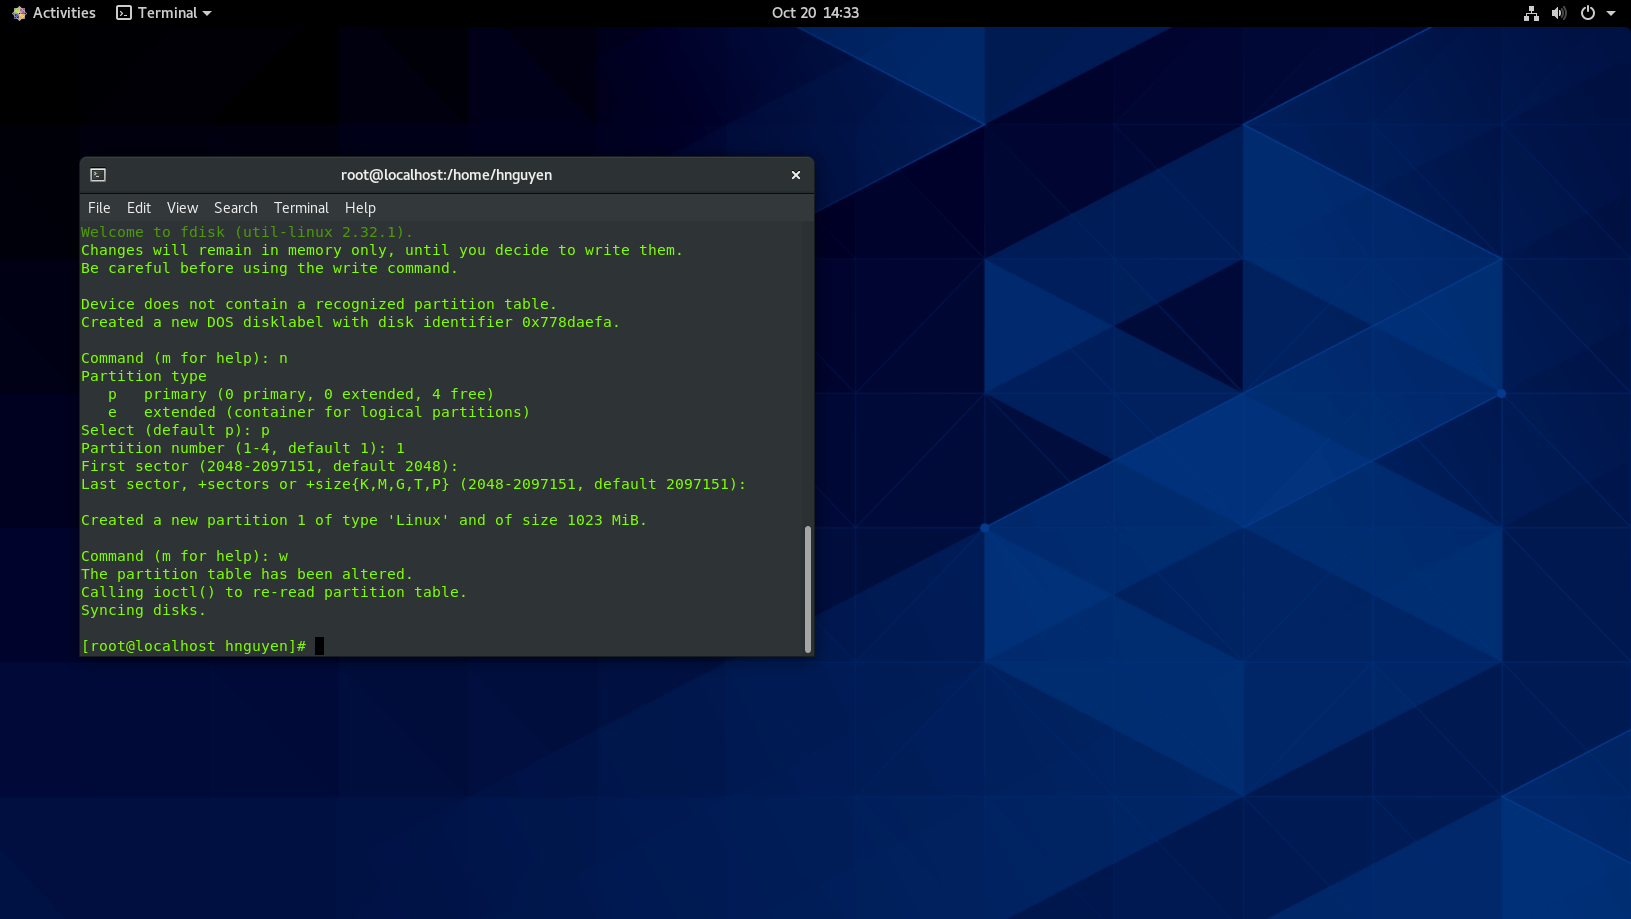 Activities Terminal Oct 20 14:33
root@localhost:/home/hnguyen
File Edit View Search Terminal Help
Welcome to fdisk (util-linux 2.32.1).
Changes will remain in memory only, until you decide to write them.
Be careful before using the write command.
Device does not contain a recognized partition table.
Created a new DOS disklabel with disk identifier 0x778daefa.
Command (m for help): n
Partition type
p primary (0 primary, 0 extended, 4 free)
e extended (container for logical partitions)
Select (default p): p
Partition number (1-4, default 1): 1
First sector (2048-2097151, default 2048):
Last sector, +sectors or +size{K,M,G,T,P} (2048-2097151, default 2097151):
Created a new partition 1 of type 'Linux' and of size 1023 MiB.
Command (m for help): w
The partition table has been altered.
Calling ioctl() to re-read partition table.
Syncing disks.
[root@localhost hnguyen]#